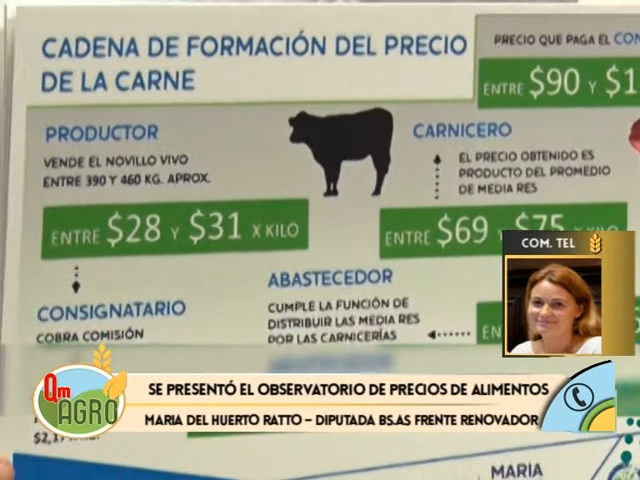 CADENA DE FORMACIÓN DEL PRECIO
DE LA CARNE
PRECIO QUE PAGA EL
ENTRE $90 Y
PRODUCTOR
VENDE EL NOVILLO VIVO
ENTRE 390 Y 460 KG. APROX.
ENTRE $28 Y $31 X KILO
CARNICERO
EL PRECIO OBTENIDO ES
PRODUCTO DEL PROMEDIO
DE MEDIA RES
ENTRE $69 Y $75 X KILO
COM. TEL
CONSIGNATARIO
COBRA COMISIÓN
ABASTECEDOR
CUMPLE LA FUNCIÓN DE
DISTRIBUIR LAS MEDIA RES
POR LAS CARNICERÍAS
Qm
AGRO
SE PRESENTÓ EL OBSERVATORIO DE PRECIOS DE ALIMENTOS
MARIA DEL HUERTO RATTO – DIPUTADA BS.AS FRENTE RENOVADOR
MARIA